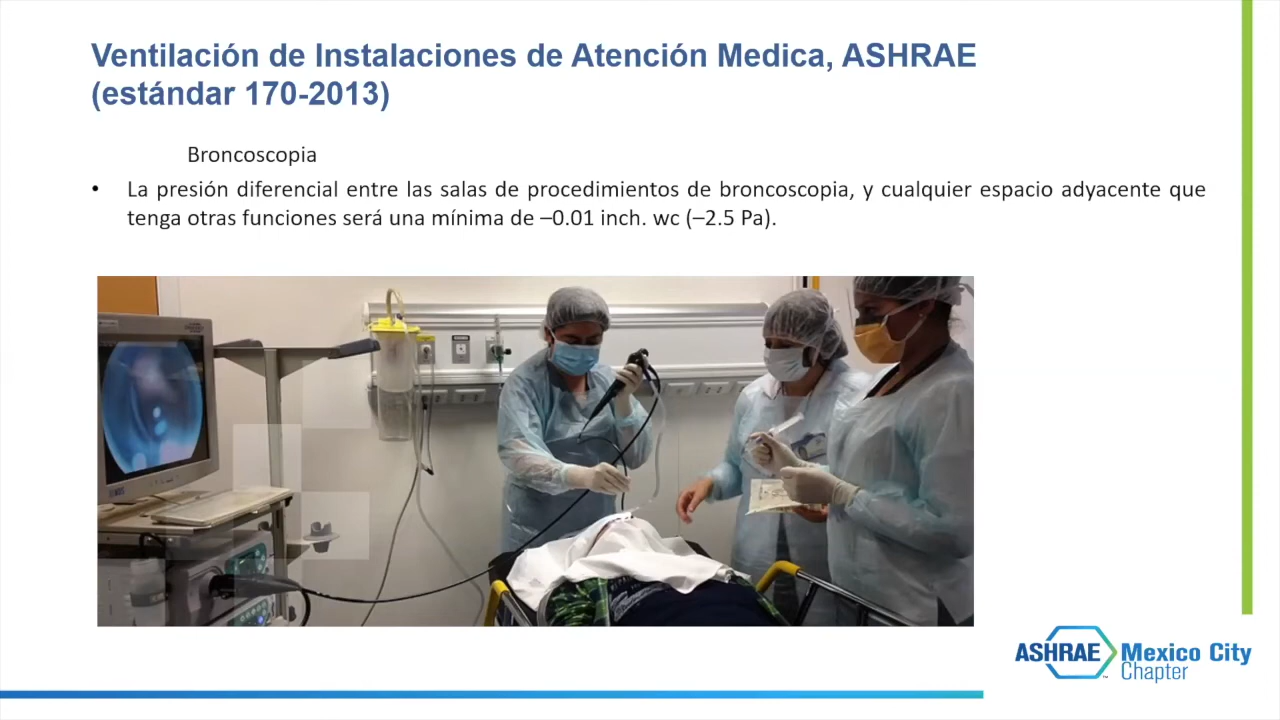 Ventilación de Instalaciones de Atención Medica, ASHRAE
(estándar 170-2013)
Broncoscopia
• La presión diferencial entre las salas de procedimientos de broncoscopia, y cualquier espacio adyacente que
tenga otras funciones será una mínima de –0.01 inch. wc (–2.5 Pa).
ASHRAE Mexico City
Chapter